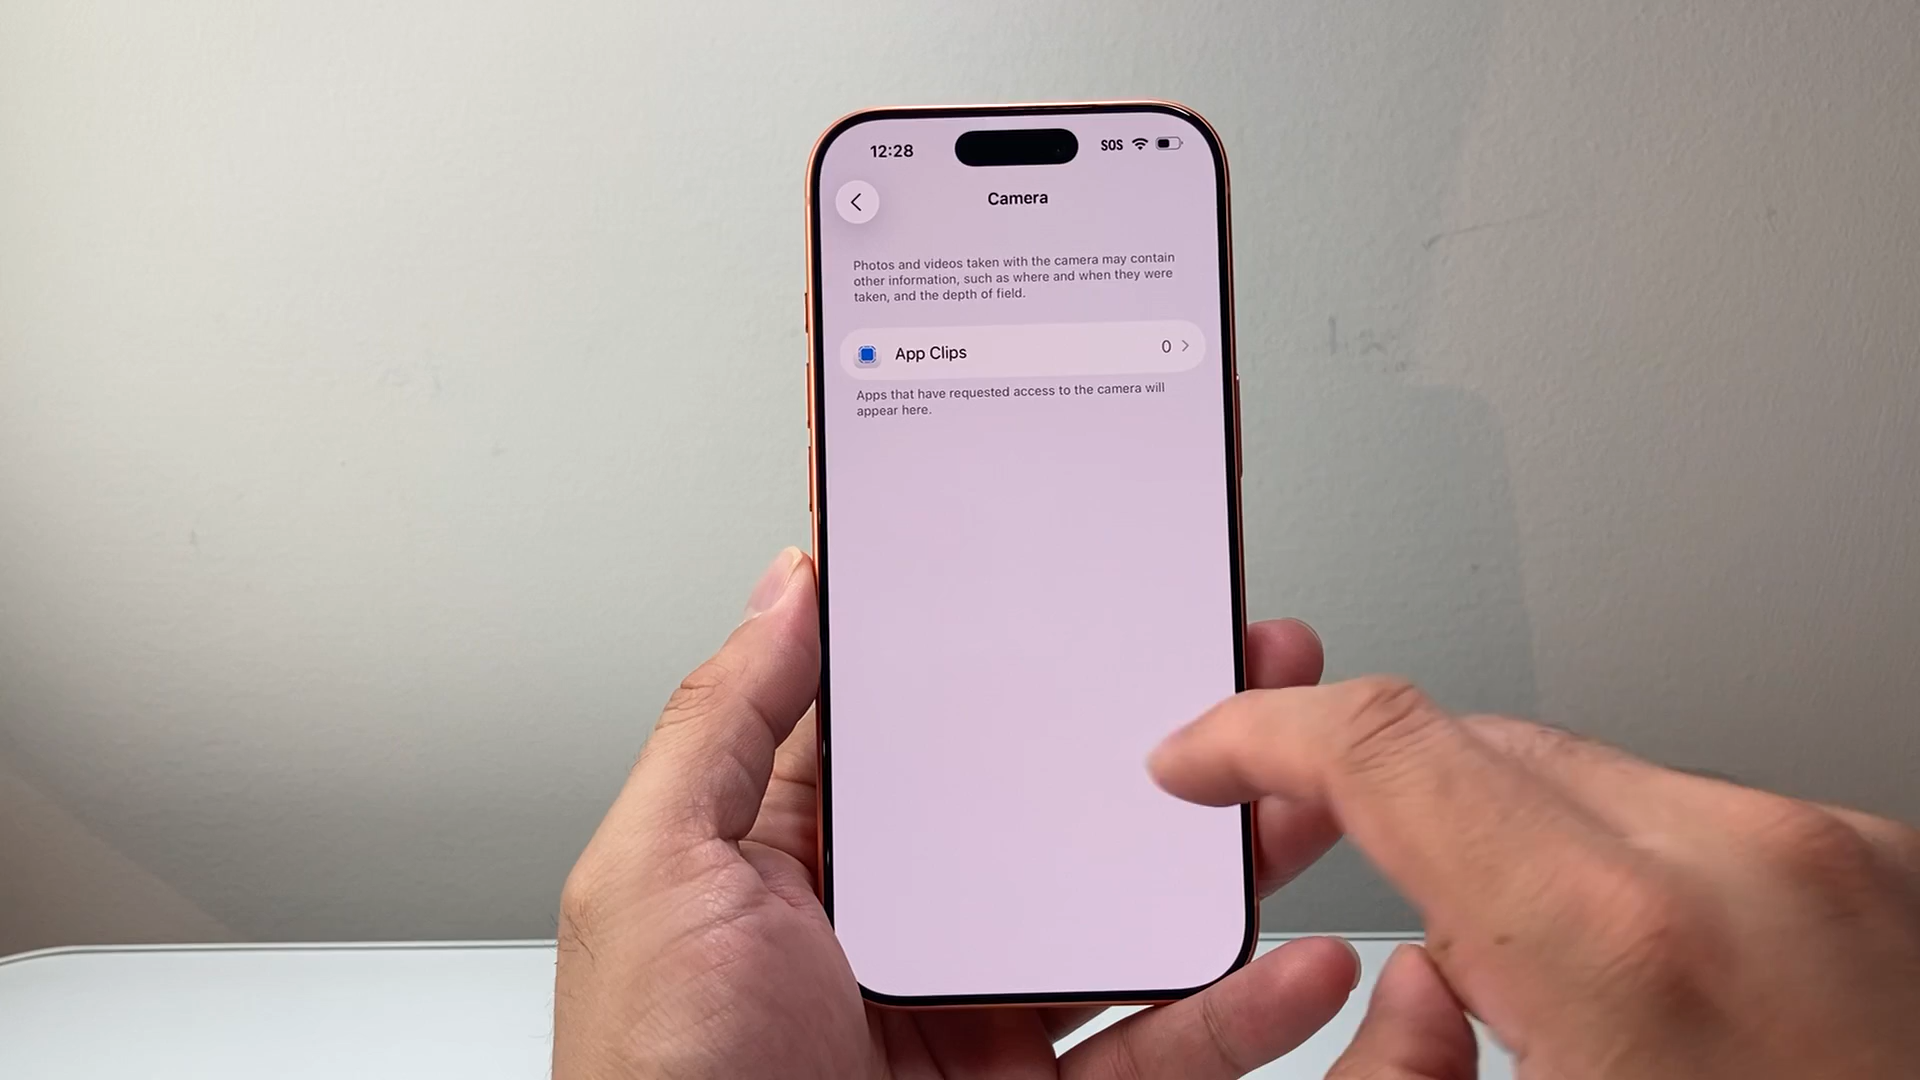 12:28
SOS
Camera
Photos and videos taken with the camera may contain
other information, such as where and when they were
taken, and the depth of field.
App Clips 0
Apps that have requested access to the camera will
appear here.